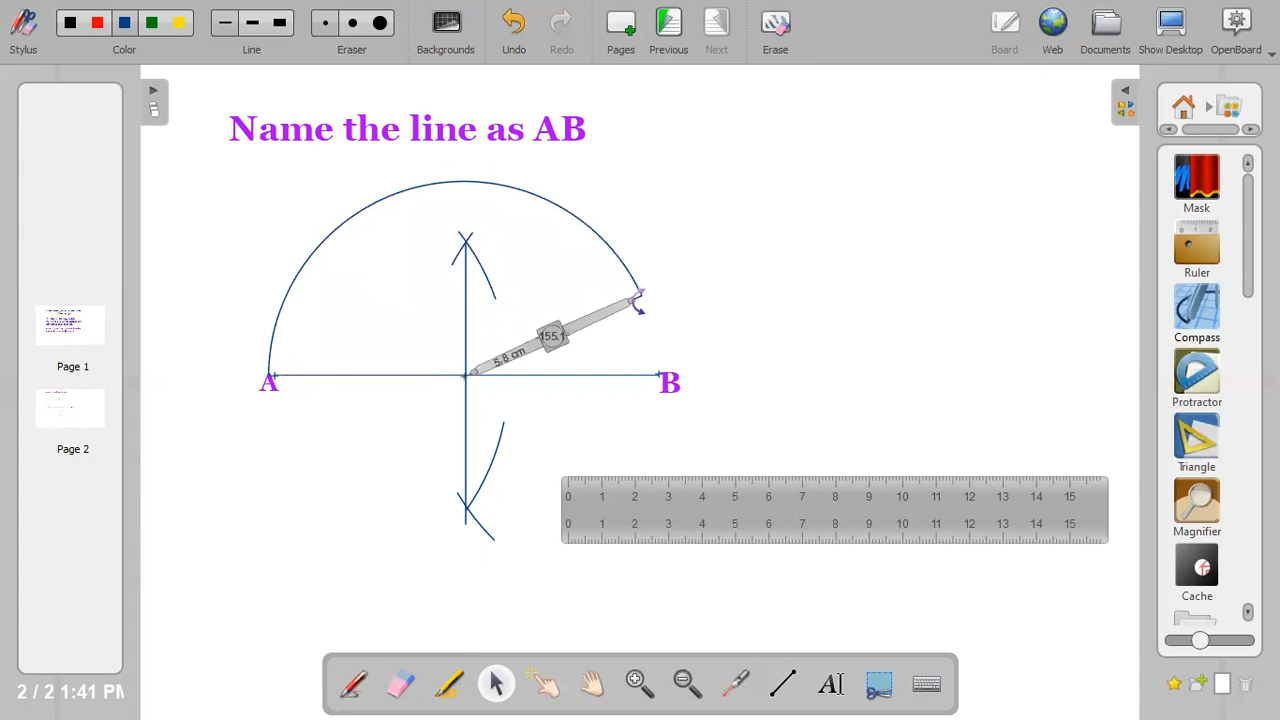 Stylus Color Line Eraser Backgrounds Undo Redo Pages Previous Next Erase Board Web Documents Show Desktop OpenBoard
Name the line as AB
155.1
5.8 cm
A
B
0 1 2 3 4 5 6 7 8 9 10 11 12 13 14 15
0 1 2 3 4 5 6 7 8 9 10 11 12 13 14 15
Page 1
Page 2
2 / 2 1:41 PM
Mask
Ruler
Compass
Protractor
Triangle
Magnifier
Cache